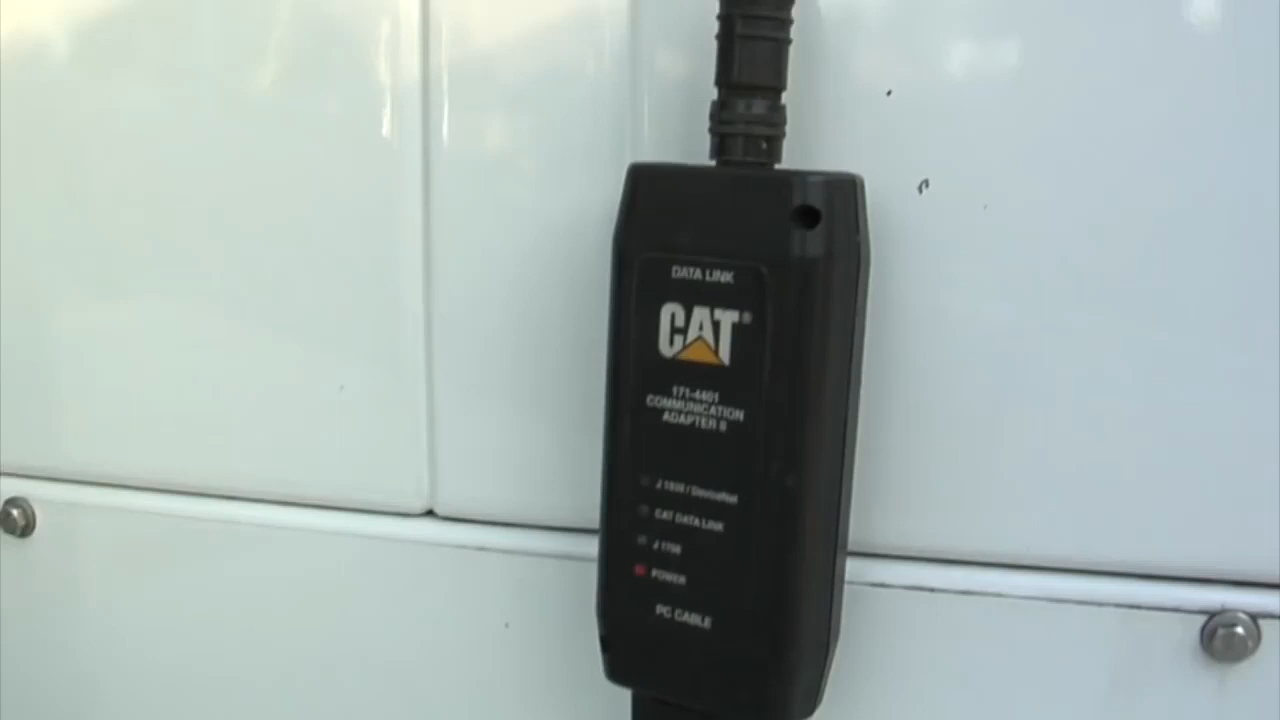 DATA LINK
CAT®
171-4401
COMMUNICATION
ADAPTER II
J 1939 / DeviceNet
CAT DATA LINK
J 1708
POWER
PC CABLE